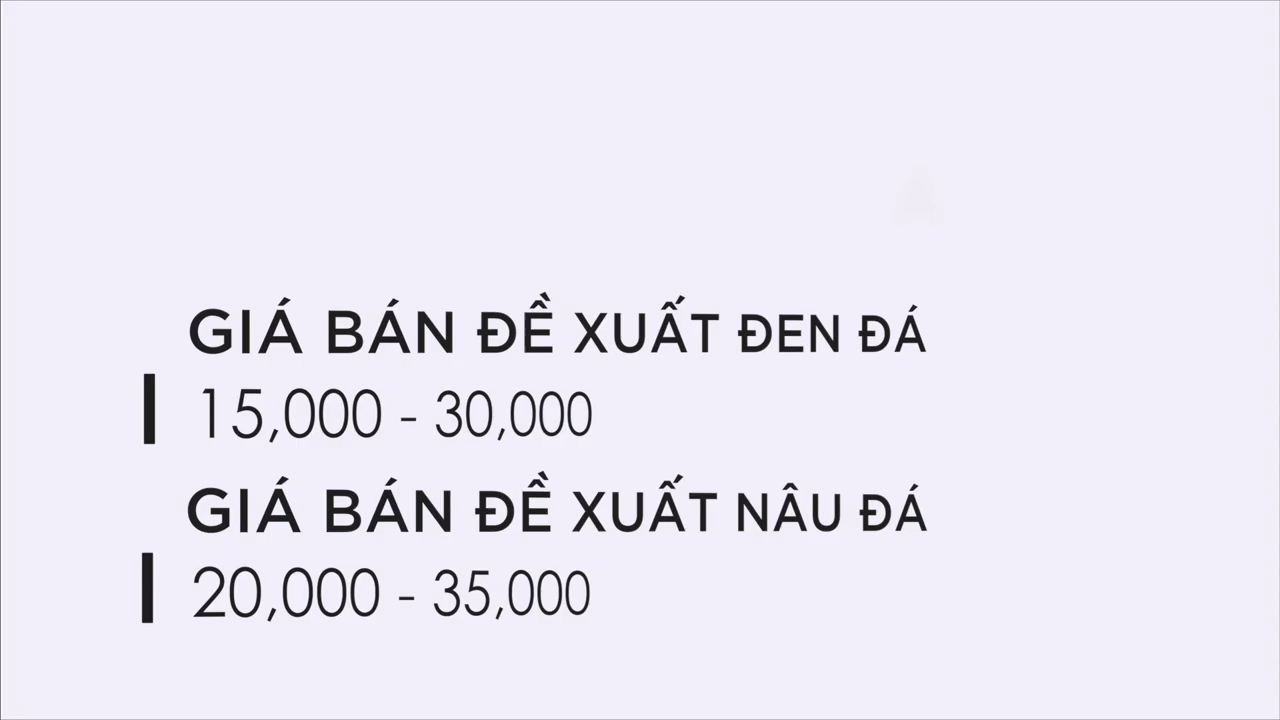 GIÁ BÁN ĐỀ XUẤT ĐEN ĐÁ
15,000 - 30,000
GIÁ BÁN ĐỀ XUẤT NÂU ĐÁ
20,000 - 35,000